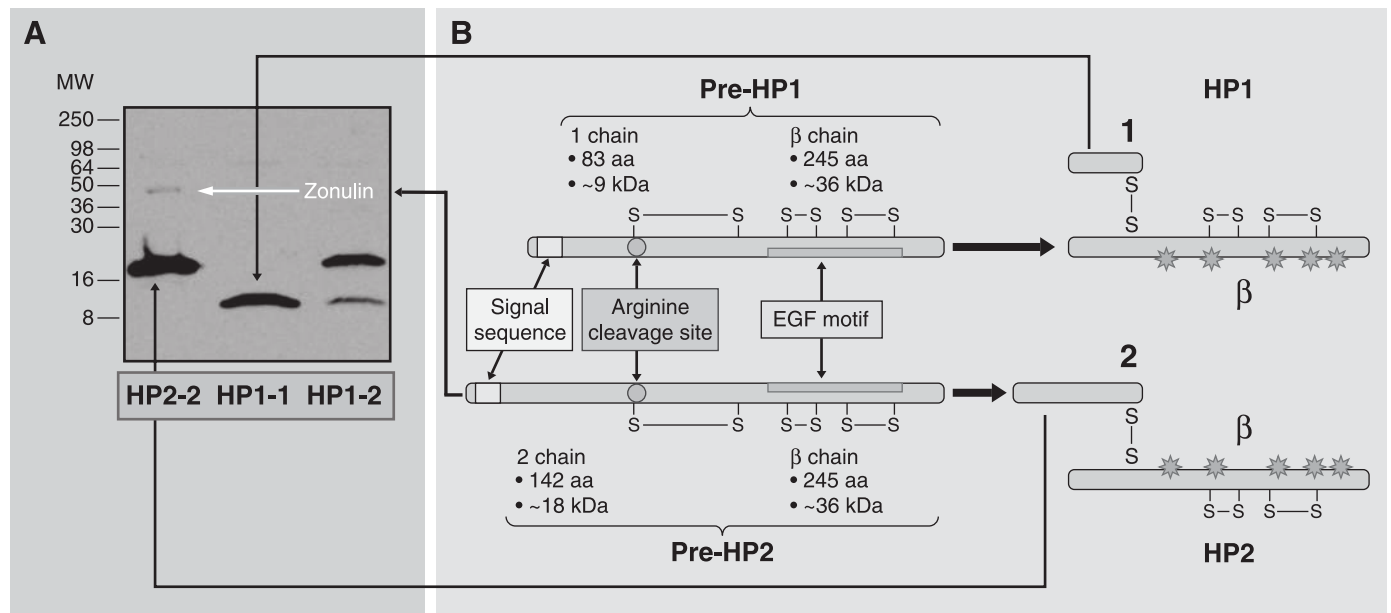 A
MW
250
98
64
50
36
30
16
8
Zonulin
HP2-2 HP1-1 HP1-2
B
Pre-HP1
1 chain
• 83 aa
• ~9 kDa
β chain
• 245 aa
• ~36 kDa
S S S–S S S
Signal
sequence
Arginine
cleavage site
EGF motif
S S S–S S S
2 chain
• 142 aa
• ~18 kDa
β chain
• 245 aa
• ~36 kDa
Pre-HP2
HP1
1
S
S
S–S S S
β
2
S
S
β
S–S S S
HP2